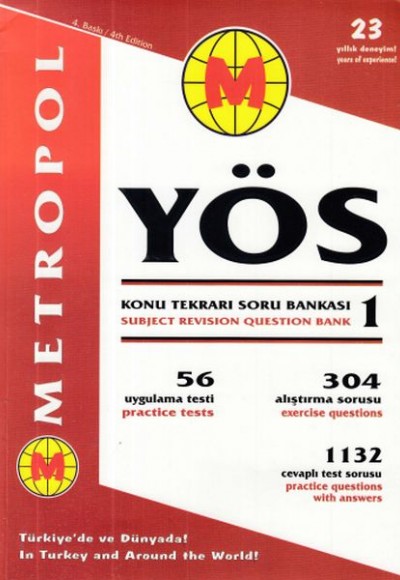 4. Baskı / 4th Edition
23
yıllık deneyim!
years of experience!
M
METROPOL
YÖS
KONU TEKRARI SORU BANKASI
SUBJECT REVISION QUESTION BANK
1
56
uygulama testi
practice tests
304
alıştırma sorusu
exercise questions
1132
cevaplı test sorusu
practice questions
with answers
M
Türkiye'de ve Dünyada!
In Turkey and Around the World!